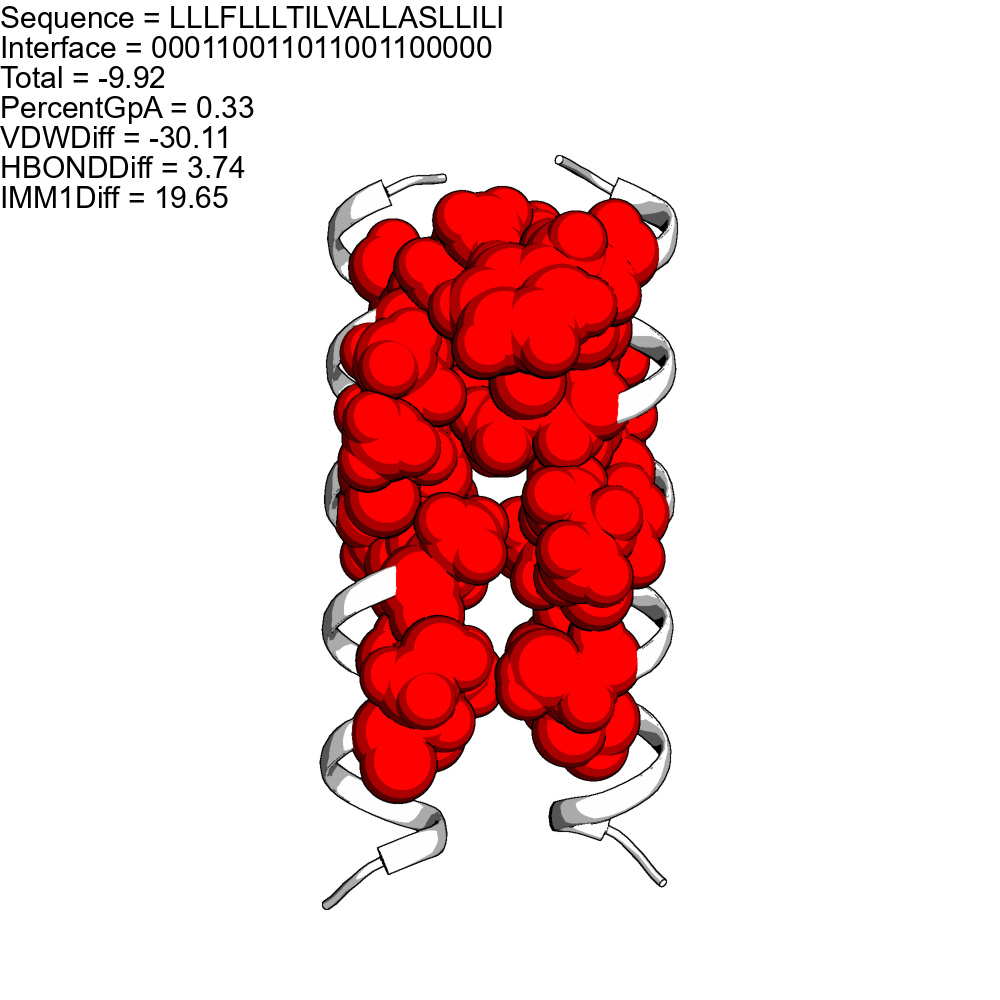 Sequence = LLLFLLLTILVALLASLLILI
Interface = 000110011011001100000
Total = -9.92
PercentGpA = 0.33
VDWDiff = -30.11
HBONDDiff = 3.74
IMM1Diff = 19.65